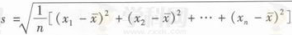 s = √(1/n[(x₁ − x̄)² + (x₂ − x̄)² + ⋯ + (xₙ − x̄)²])